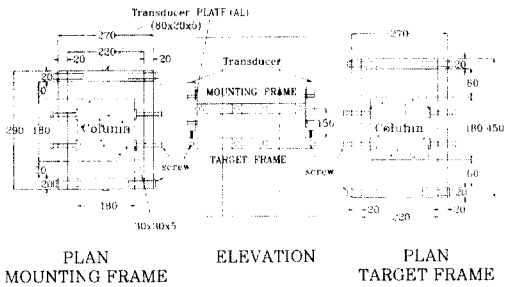 Transducer PLATE(AL)
(80x20x5)
270
220
20
20
270
Transducer
MOUNTING FRAME
20
20
60
290
180
Column
150
Column
180
450
TARGET FRAME
screw
screw
60
20
180
30x30x5
20
220
20
20
PLAN
MOUNTING FRAME
ELEVATION
PLAN
TARGET FRAME